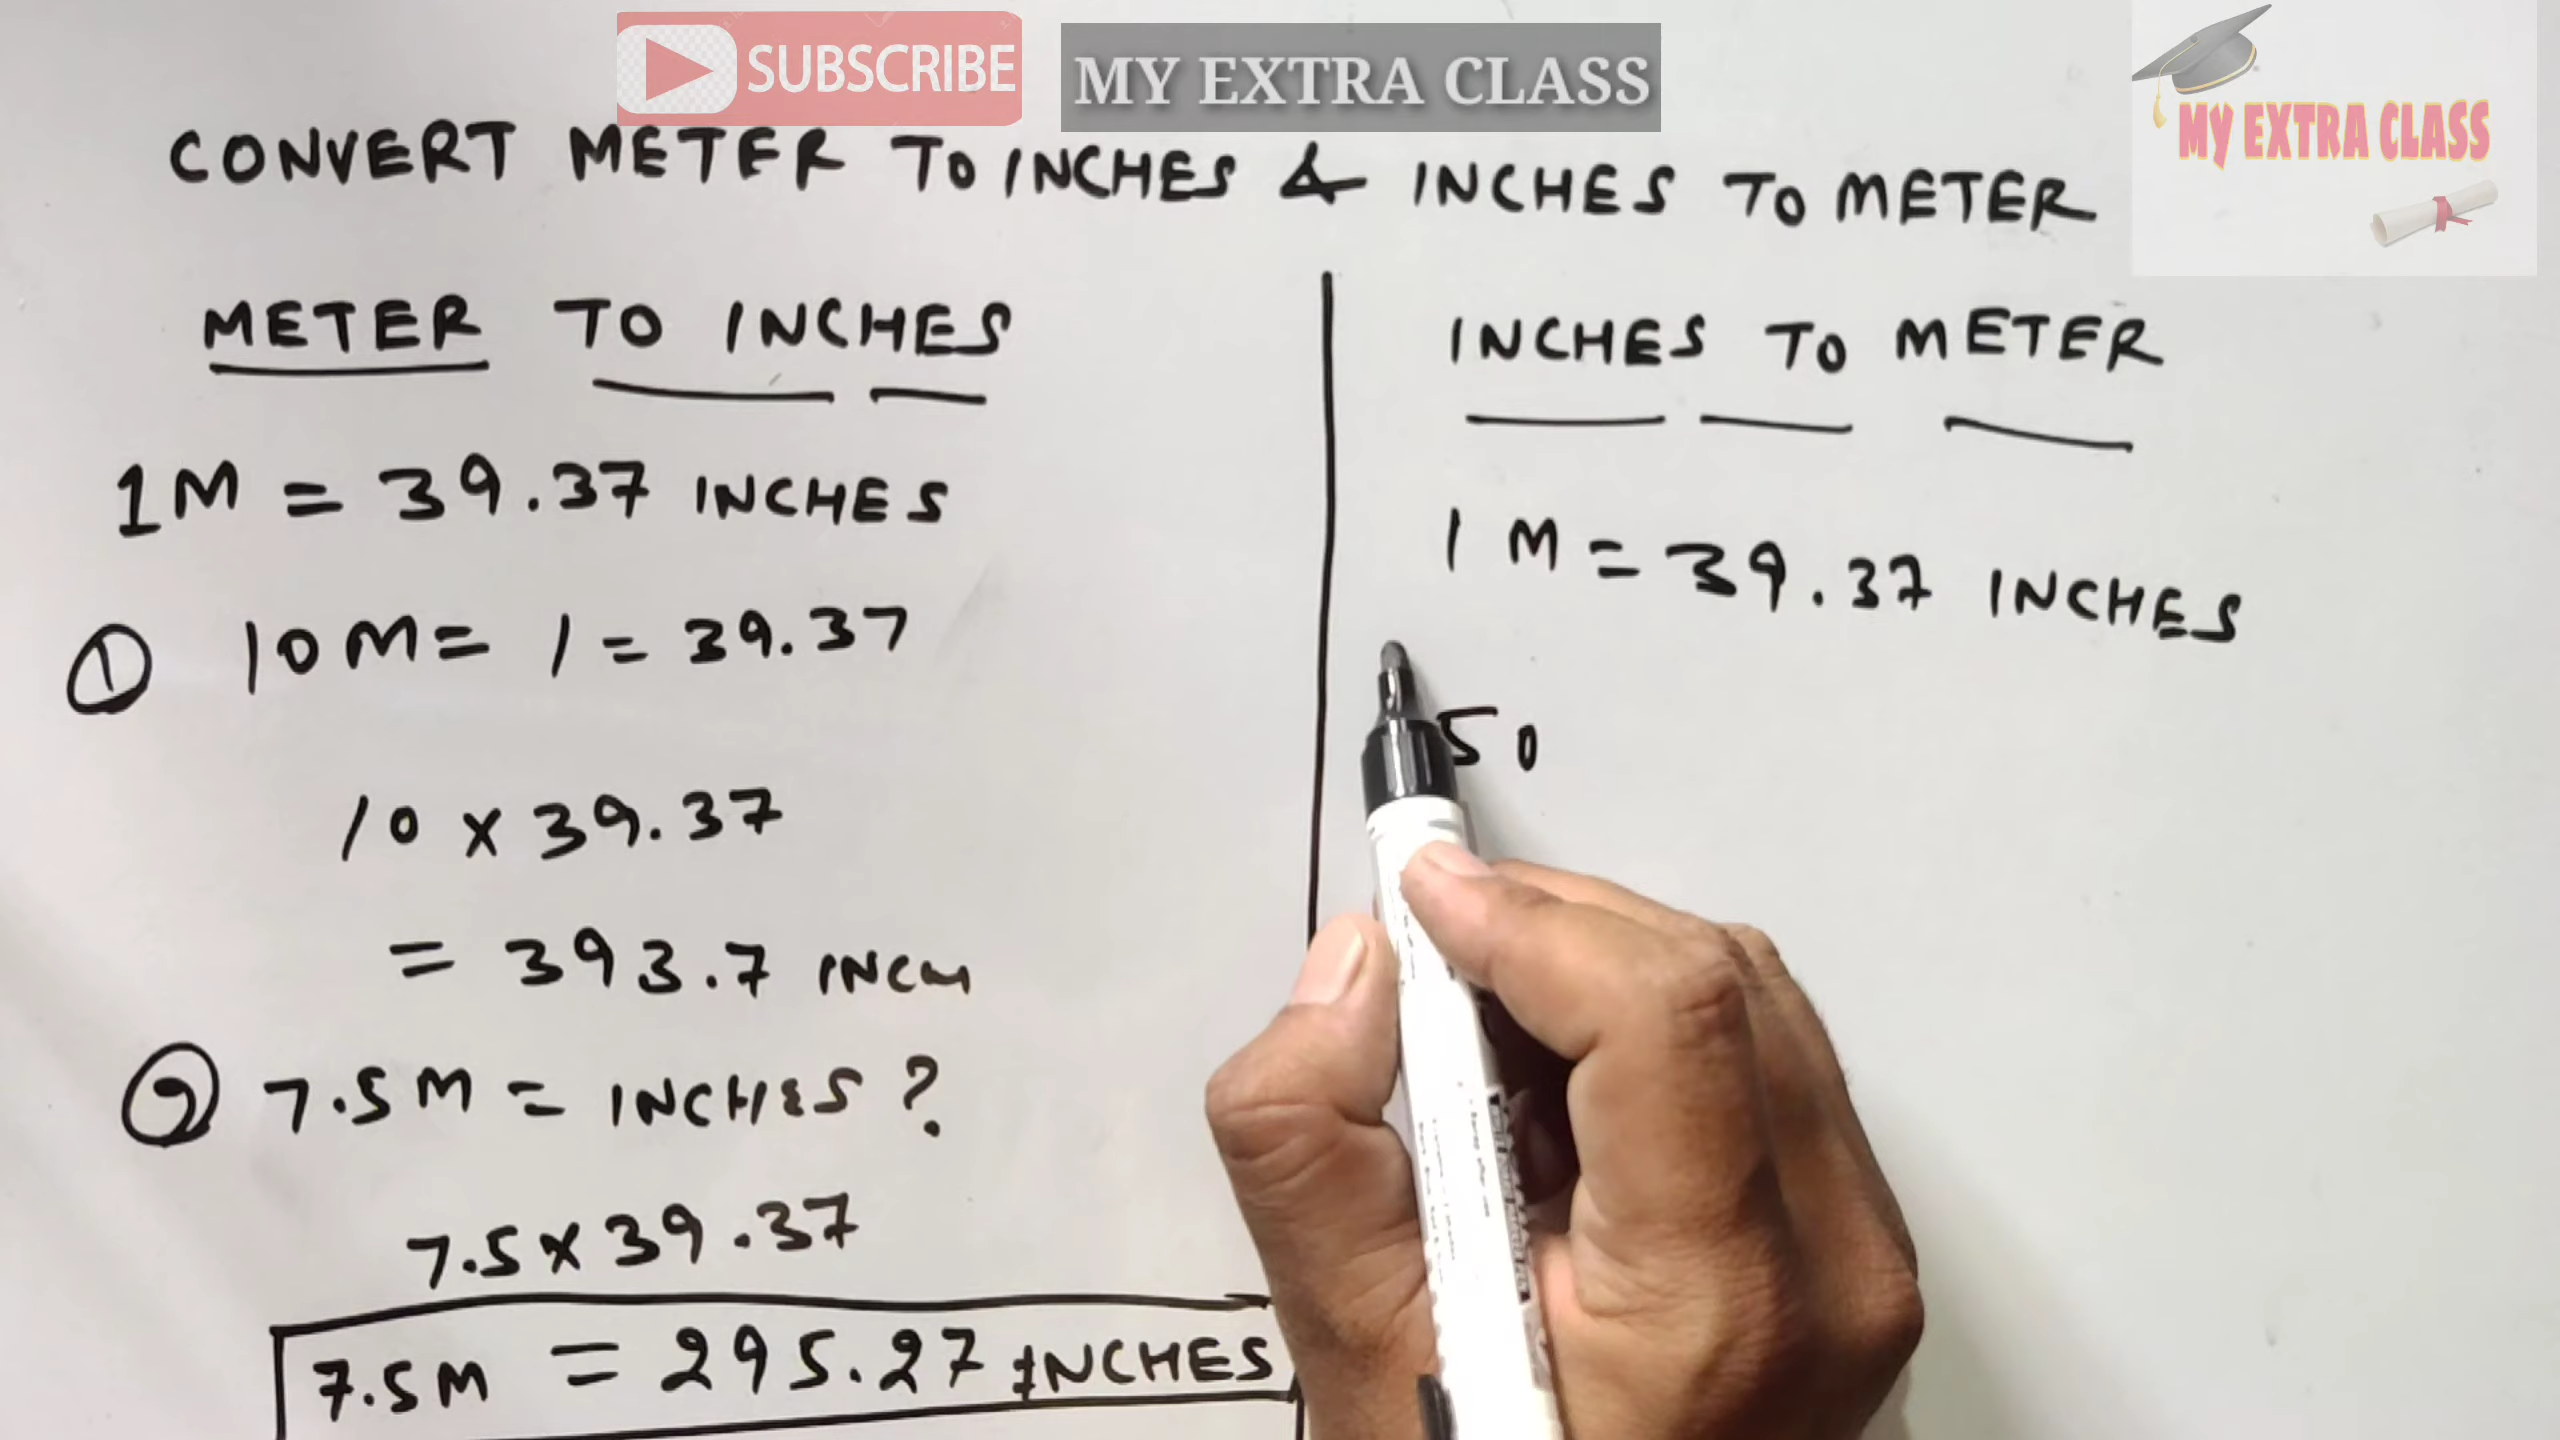 SUBSCRIBE
MY EXTRA CLASS
MY EXTRA CLASS
CONVERT METER TO INCHES & INCHES TO METER
METER TO INCHES
1M = 39.37 INCHES
① 10M = 1 = 39.37
10 x 39.37
= 393.7 INCH
② 7.5M = INCHES ?
7.5 x 39.37
7.5M = 295.27 INCHES
INCHES TO METER
1 M = 39.37 INCHES
50